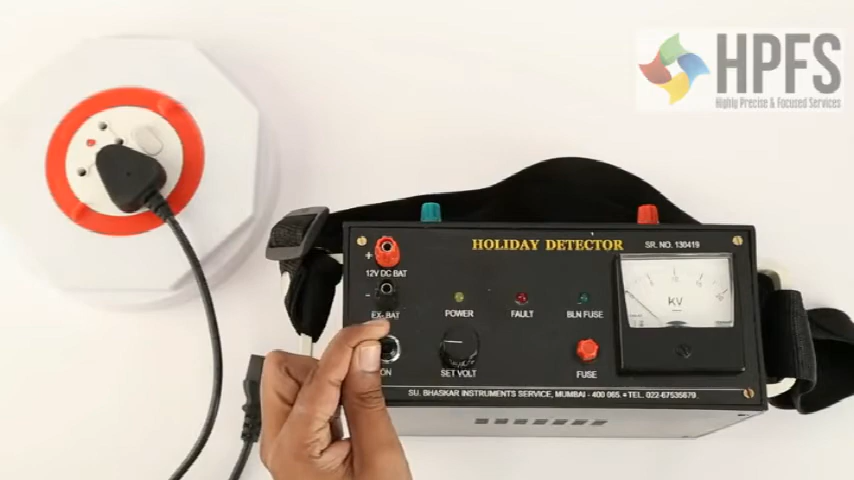 HPFS
Highly Precise & Focused Services
HOLIDAY DETECTOR
SR. NO. 130419
+
12V DC BAT
-
EX- BAT
POWER
FAULT
BLN FUSE
KV
ON
SET VOLT
FUSE
SU. BHASKAR INSTRUMENTS SERVICE, MUMBAI - 400 065. TEL. 022-67535679.